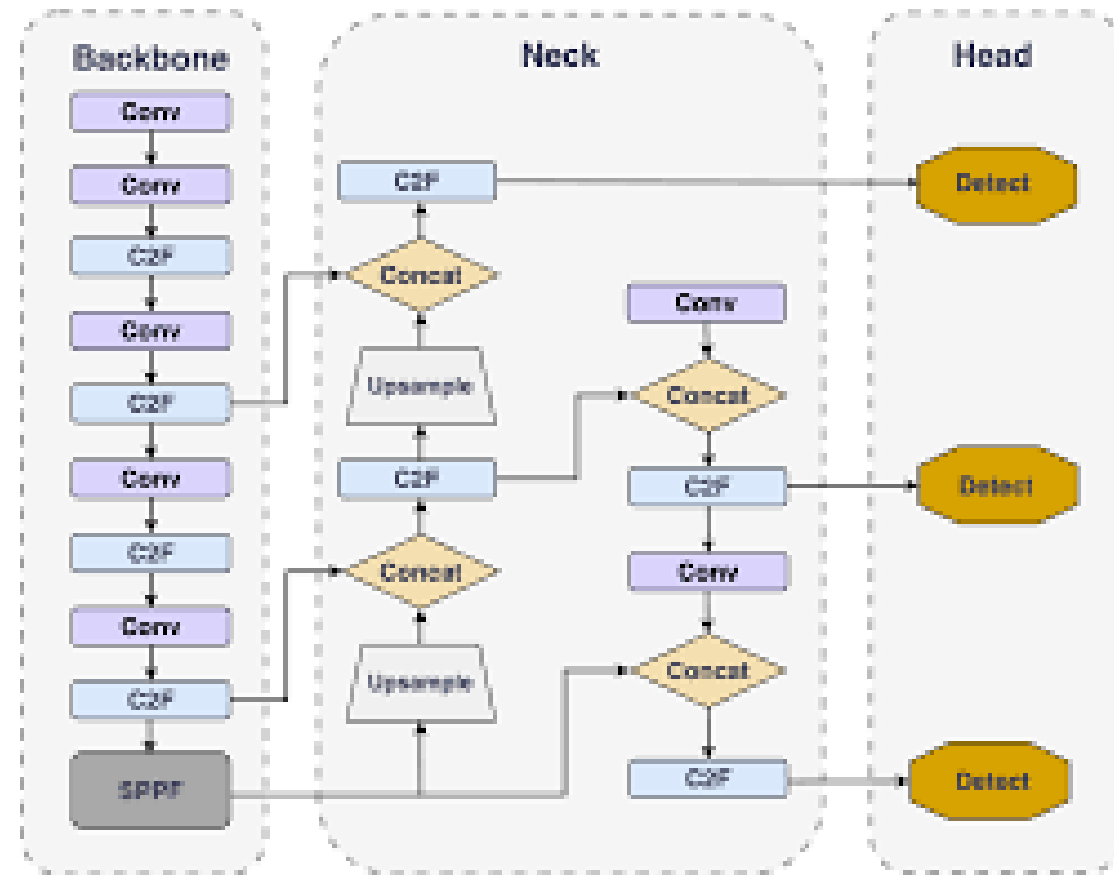 Backbone
Conv
Conv
C2F
Conv
C2F
Conv
C2F
Conv
C2F
SPPF
Neck
C2F
Concat
Upsample
C2F
Concat
Upsample
Conv
Concat
C2F
Conv
Concat
C2F
Head
Detect
Detect
Detect